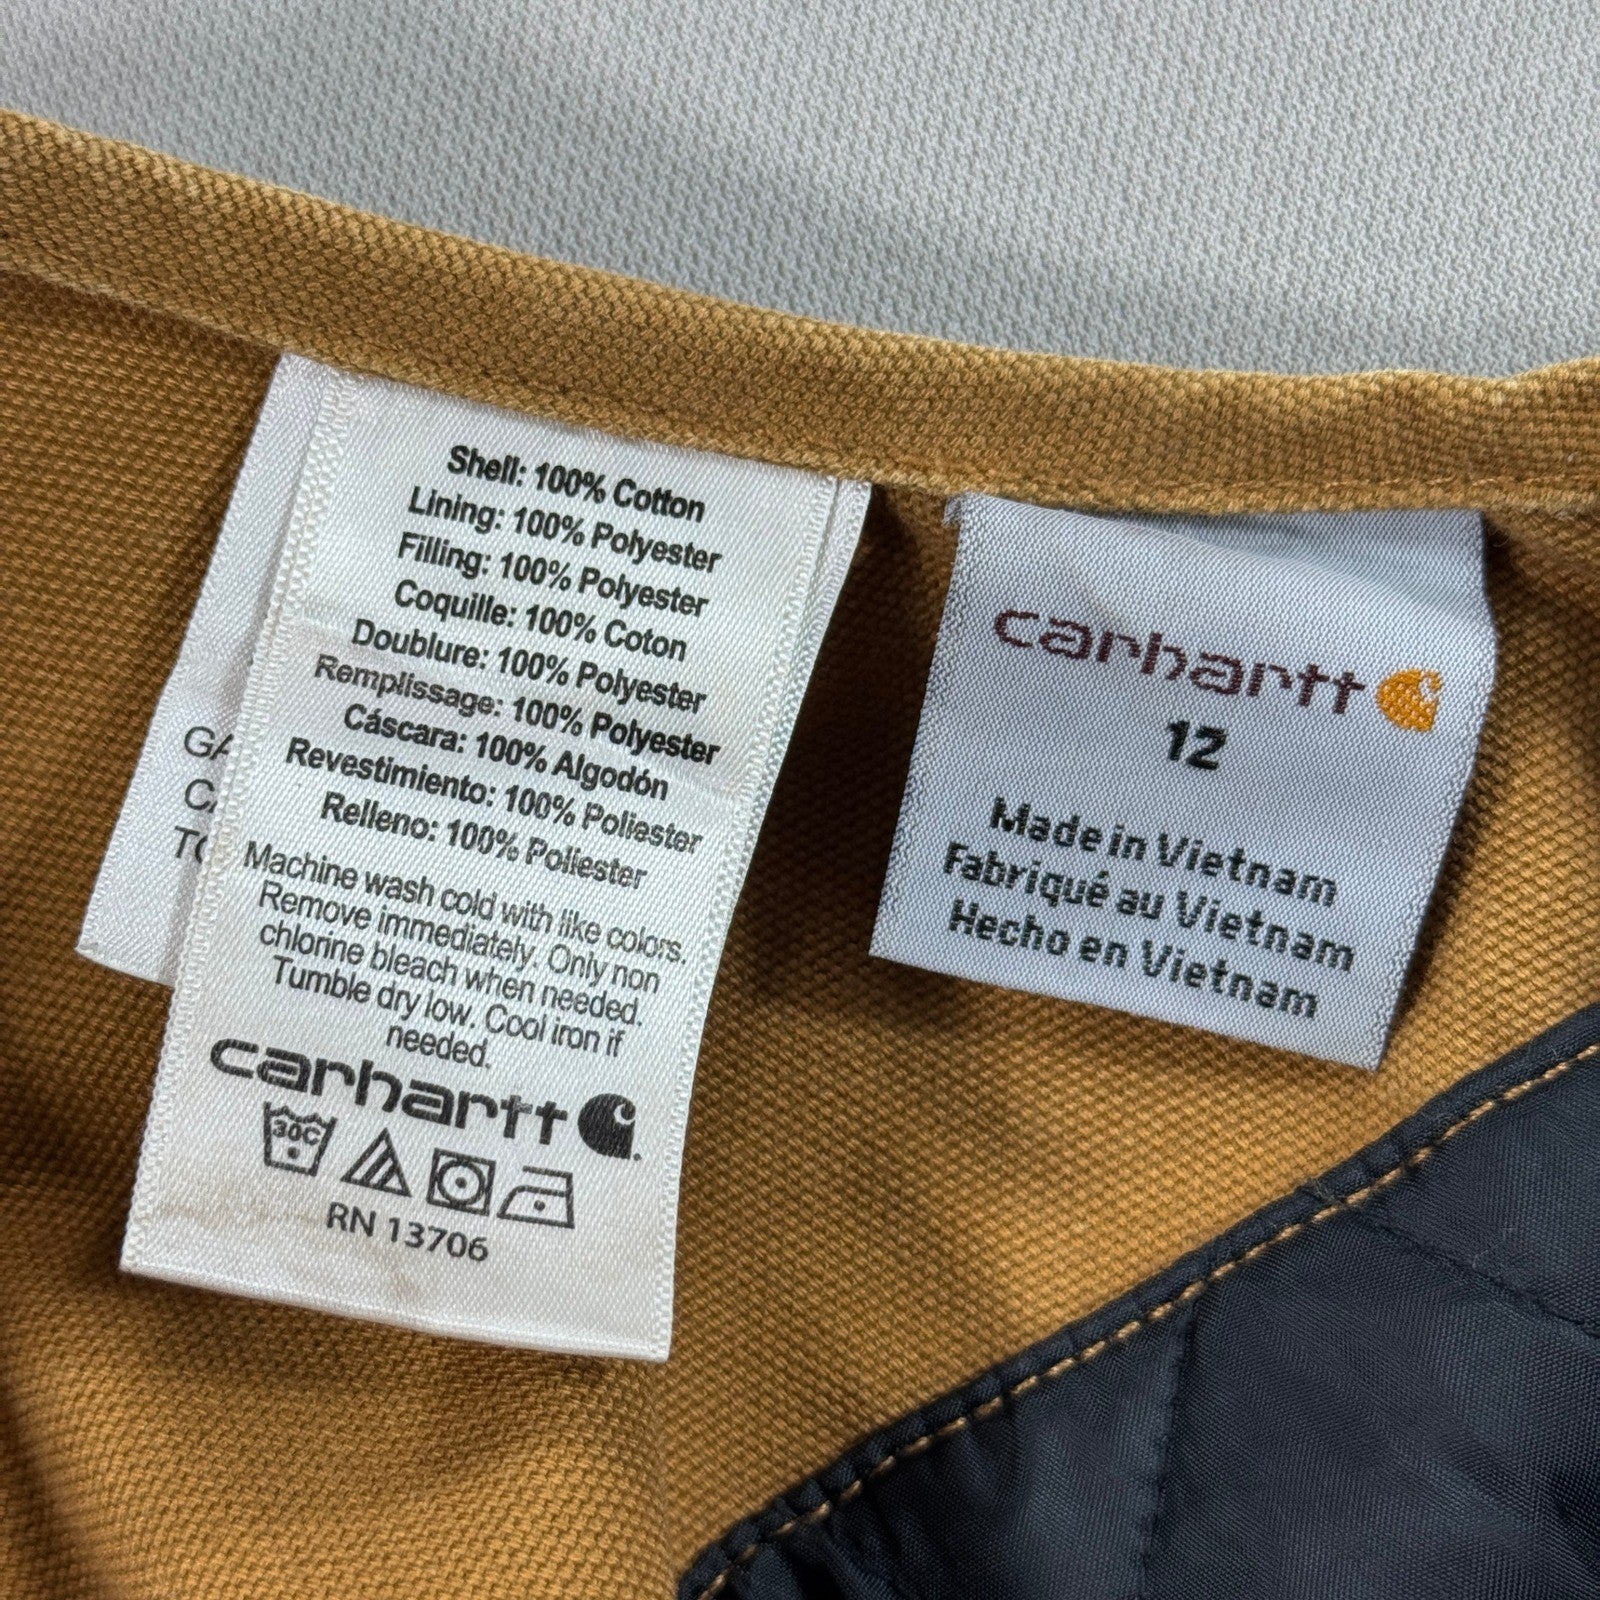 Shell: 100% Cotton
Lining: 100% Polyester
Filling: 100% Polyester
Coquille: 100% Coton
Doublure: 100% Polyester
Remplissage: 100% Polyester
Cáscara: 100% Algodón
Revestimiento: 100% Poliester
Relleno: 100% Poliester
Machine wash cold with like colors.
Remove immediately. Only non
chlorine bleach when needed.
Tumble dry low. Cool iron if
needed.
carhartt
30C
RN 13706
carhartt
12
Made in Vietnam
Fabriqué au Vietnam
Hecho en Vietnam